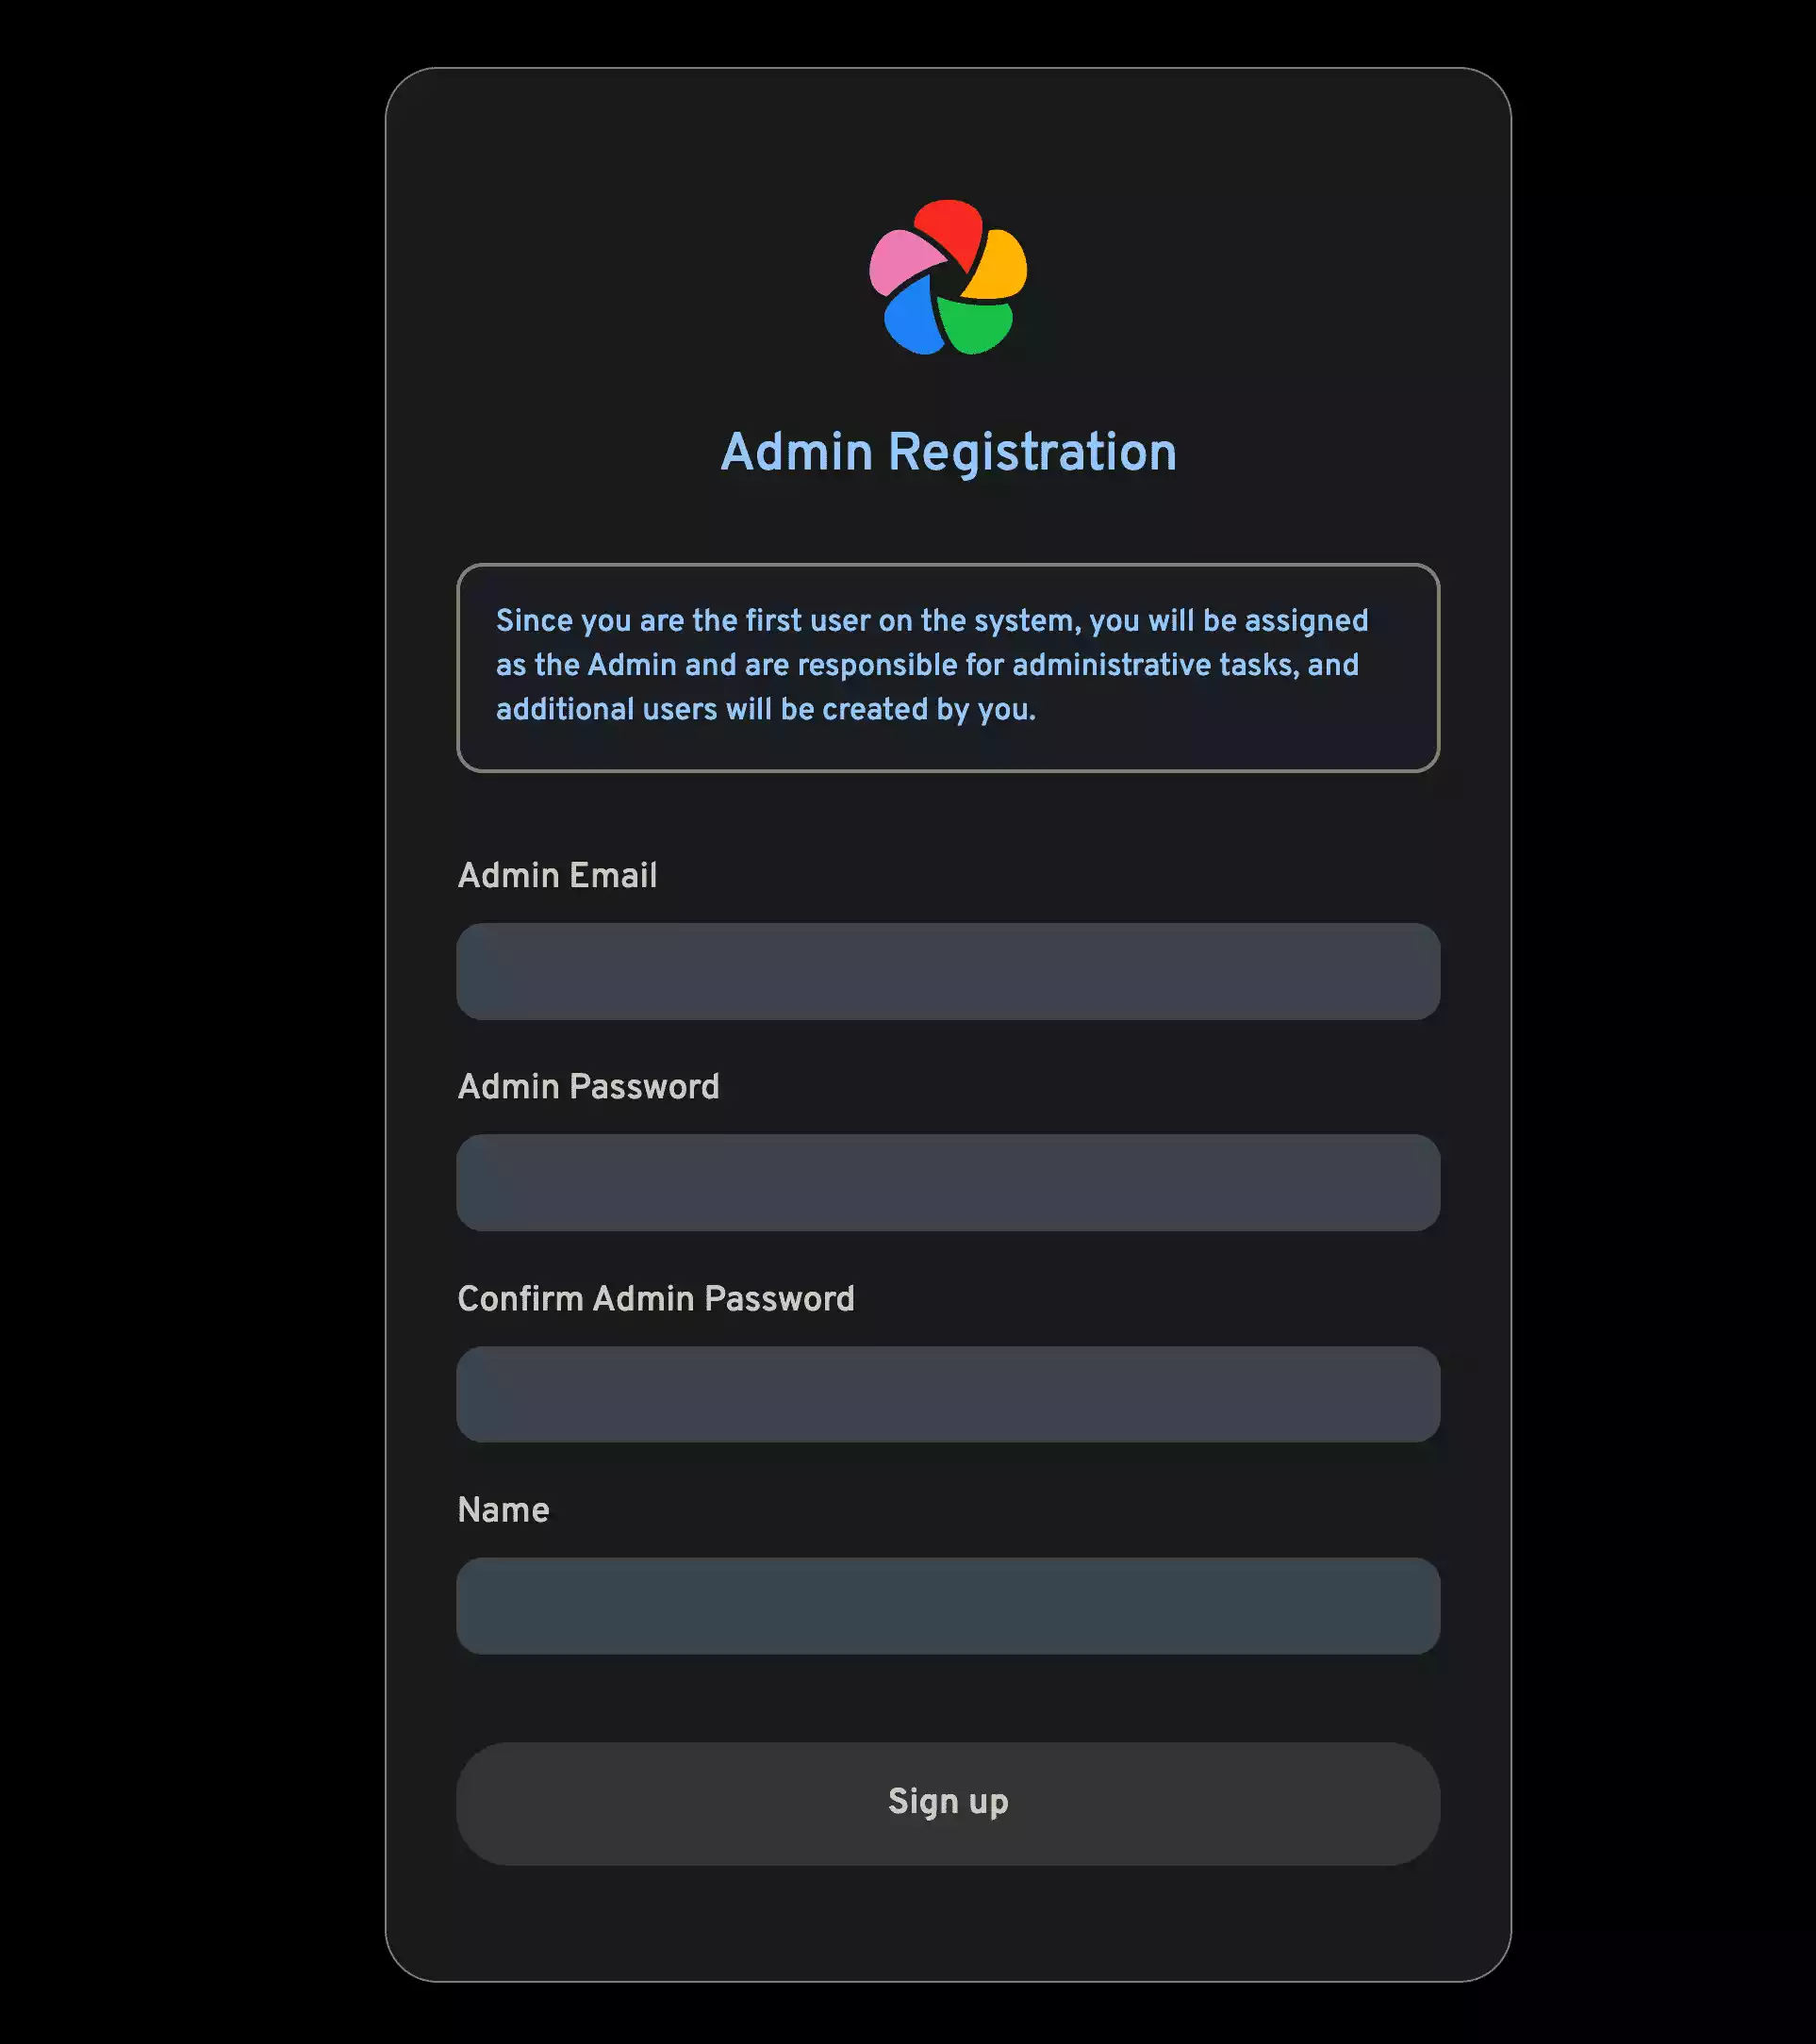 Admin Registration
Since you are the first user on the system, you will be assigned
as the Admin and are responsible for administrative tasks, and
additional users will be created by you.
Admin Email
Admin Password
Confirm Admin Password
Name
Sign up